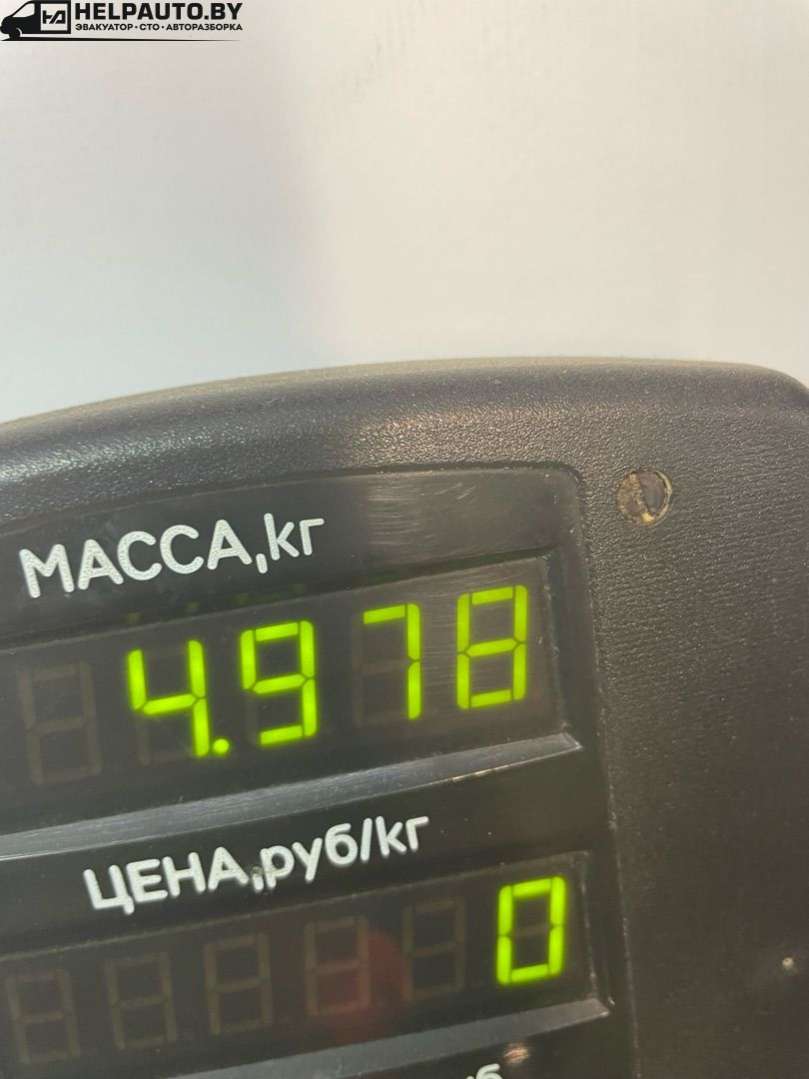 HELPAUTO.BY
ЭВАКУАТОР • СТО • АВТОРАЗБОРКА
МАССА,кг
4.978
ЦЕНА,руб/кг
0